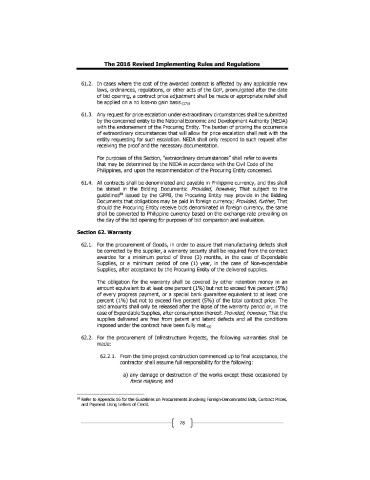 The 2016 Revised Implementing Rules and Regulations
61.2. In cases where the cost of the awarded contract is affected by any applicable new
laws, ordinances, regulations, or other acts of the GoP, promulgated after the date
of bid opening, a contract price adjustment shall be made or appropriate relief shall
be applied on a no loss-no gain basis.(27a)
61.3. Any request for price escalation under extraordinary circumstances shall be submitted
by the concerned entity to the National Economic and Development Authority (NEDA)
with the endorsement of the Procuring Entity. The burden of proving the occurrence
of extraordinary circumstances that will allow for price escalation shall rest with the
entity requesting for such escalation. NEDA shall only respond to such request after
receiving the proof and the necessary documentation.
For purposes of this Section, "extraordinary circumstances" shall refer to events
that may be determined by the NEDA in accordance with the Civil Code of the
Philippines, and upon the recommendation of the Procuring Entity concerned.
61.4. All contracts shall be denominated and payable in Philippine currency, and this shall
be stated in the Bidding Documents: Provided, however, That subject to the
guidelines issued by the GPPB, the Procuring Entity may provide in the Bidding
Documents that obligations may be paid in foreign currency; Provided, further, That
should the Procuring Entity receive bids denominated in foreign currency, the same
shall be converted to Philippine currency based on the exchange rate prevailing on
the day of the bid opening for purposes of bid comparison and evaluation.
Section 62. Warranty
62.1. For the procurement of Goods, in order to assure that manufacturing defects shall
be corrected by the supplier, a warranty security shall be required from the contract
awardee for a minimum period of three (3) months, in the case of Expendable
Supplies, or a minimum period of one (1) year, in the case of Non-expendable
Supplies, after acceptance by the Procuring Entity of the delivered supplies.
The obligation for the warranty shall be covered by either retention money in an
amount equivalent to at least one percent (1%) but not to exceed five percent (5%)
of every progress payment, or a special bank guarantee equivalent to at least one
percent (1%) but not to exceed five percent (5%) of the total contract price. The
said amounts shall only be released after the lapse of the warranty period or, in the
case of Expendable Supplies, after consumption thereof: Provided, however, That the
supplies delivered are free from patent and latent defects and all the conditions
imposed under the contract have been fully met.(a)
62.2. For the procurement of Infrastructure Projects, the following warranties shall be
made:
62.2.1. From the time project construction commenced up to final acceptance, the
contractor shall assume full responsibility for the following:
a) any damage or destruction of the works except those occasioned by
force majeure; and
Refer to Appendix 16 for the Guidelines on Procurements Involving Foreign-Denominated Bids, Contract Prices,
and Payment Using Letters of Credit.
76